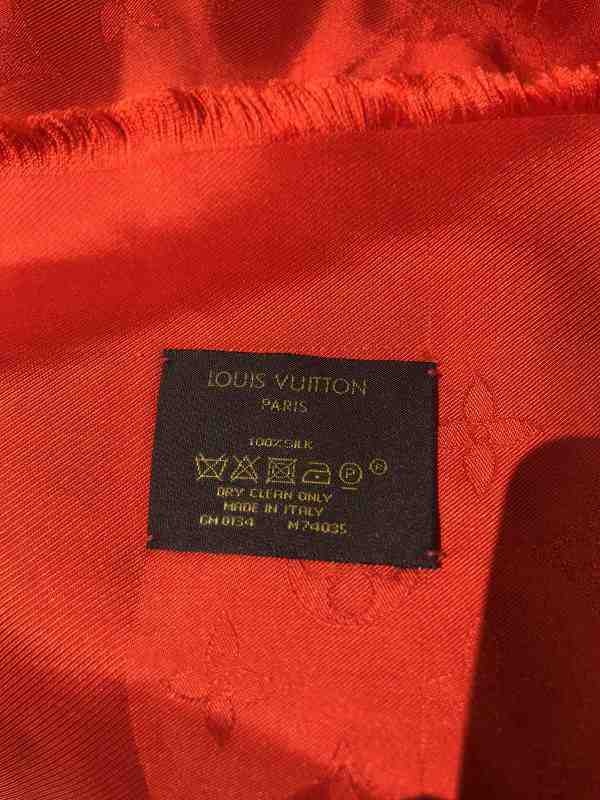 LOUIS VUITTON
PARIS
100% SILK
P ®
DRY CLEAN ONLY
MADE IN ITALY
GM 0134 M74035